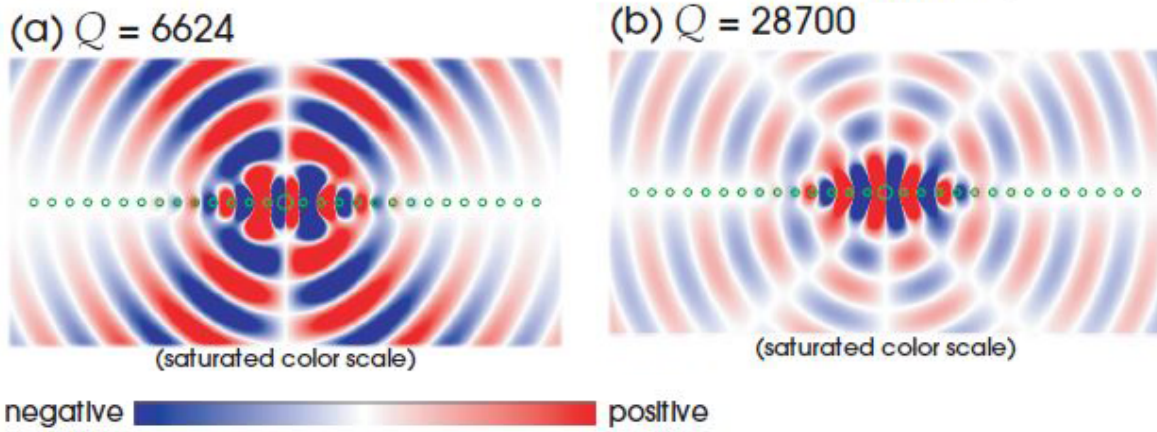 (a) Q = 6624
(b) Q = 28700
(saturated color scale)
(saturated color scale)
negative
positive